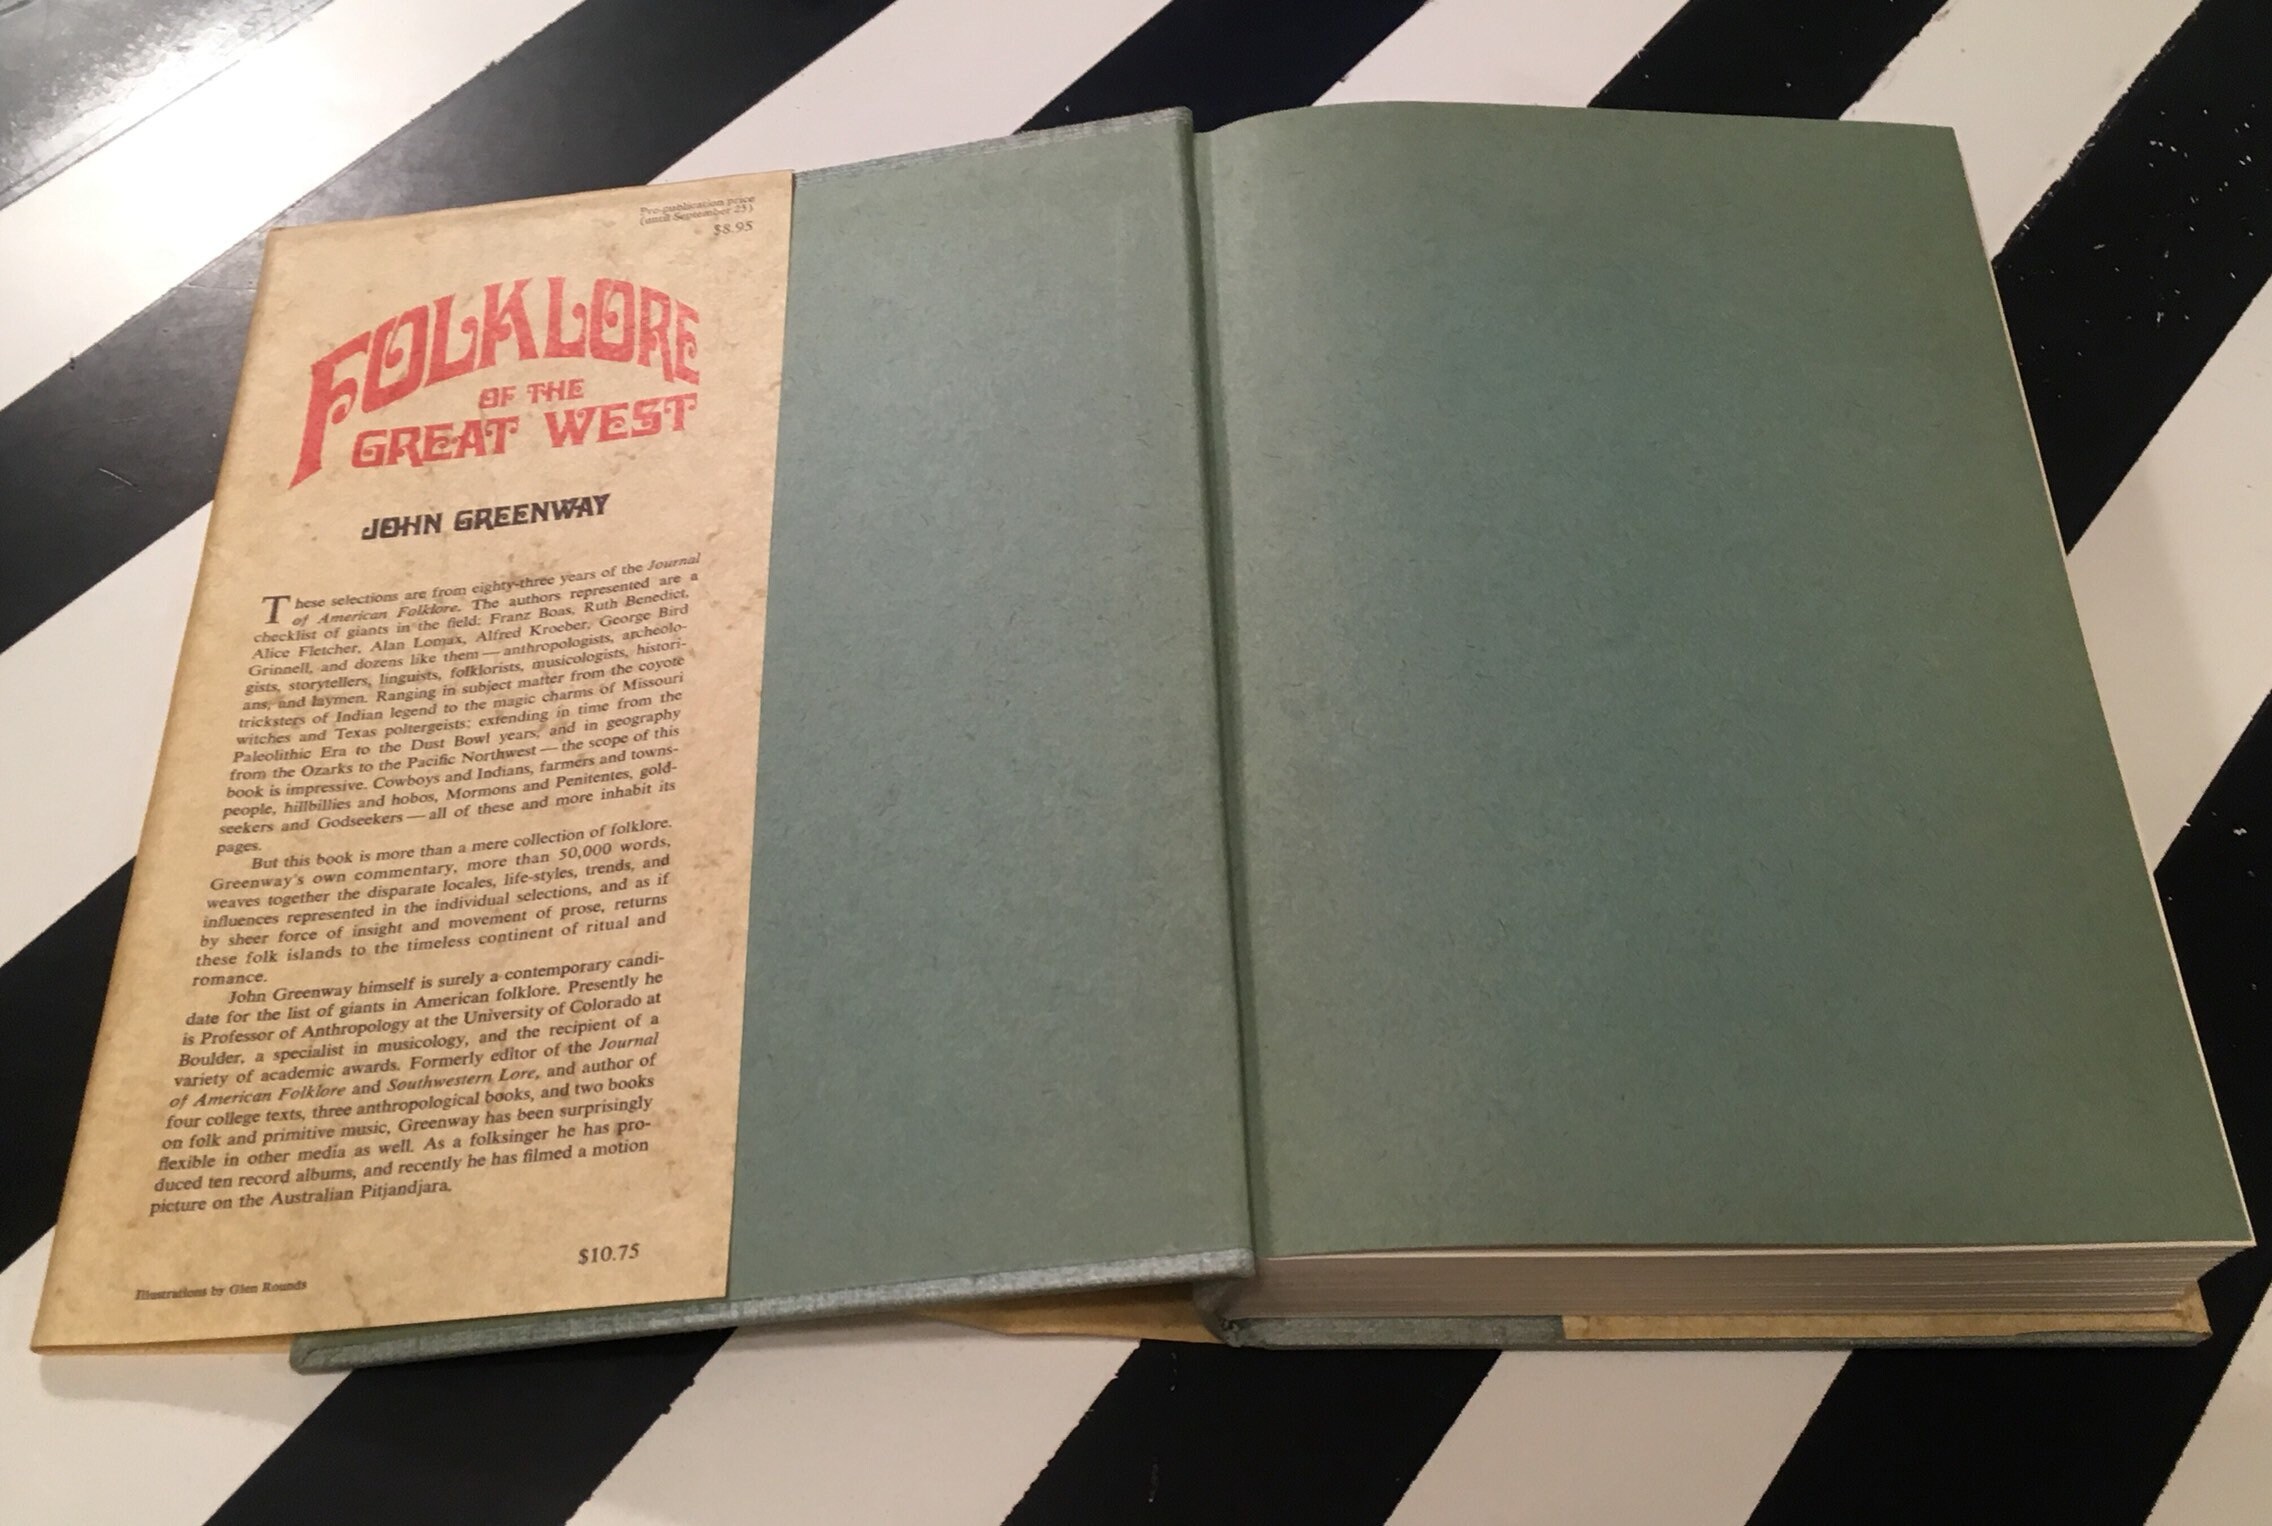 Pre-publication price
(until September 25)
$8.95
FOLKLORE
OF THE
GREAT WEST
JOHN GREENWAY
These selections are from eighty-three years of the Journal
of American Folklore. The authors represented are a
checklist of giants in the field: Franz Boas, Ruth Benedict,
Alice Fletcher, Alan Lomax, Alfred Kroeber, George Bird
Grinnell, and dozens like them — anthropologists, archeolo-
gists, storytellers, linguists, folklorists, musicologists, histori-
ans, and laymen. Ranging in subject matter from the coyote
tricksters of Indian legend to the magic charms of Missouri
witches and Texas poltergeists; extending in time from the
Paleolithic Era to the Dust Bowl years; and in geography
from the Ozarks to the Pacific Northwest — the scope of this
book is impressive. Cowboys and Indians, farmers and towns-
people, hillbillies and hobos, Mormons and Penitentes, gold-
seekers and Godseekers — all of these and more inhabit its
pages.
But this book is more than a mere collection of folklore.
Greenway's own commentary, more than 50,000 words,
weaves together the disparate locales, life-styles, trends, and
influences represented in the individual selections, and as if
by sheer force of insight and movement of prose, returns
these folk islands to the timeless continent of ritual and
romance.
John Greenway himself is surely a contemporary candi-
date for the list of giants in American folklore. Presently he
is Professor of Anthropology at the University of Colorado at
Boulder, a specialist in musicology, and the recipient of a
variety of academic awards. Formerly editor of the Journal
of American Folklore and Southwestern Lore, and author of
four college texts, three anthropological books, and two books
on folk and primitive music, Greenway has been surprisingly
flexible in other media as well. As a folksinger he has pro-
duced ten record albums, and recently he has filmed a motion
picture on the Australian Pitjandjara.
$10.75
Illustrations by Glen Rounds